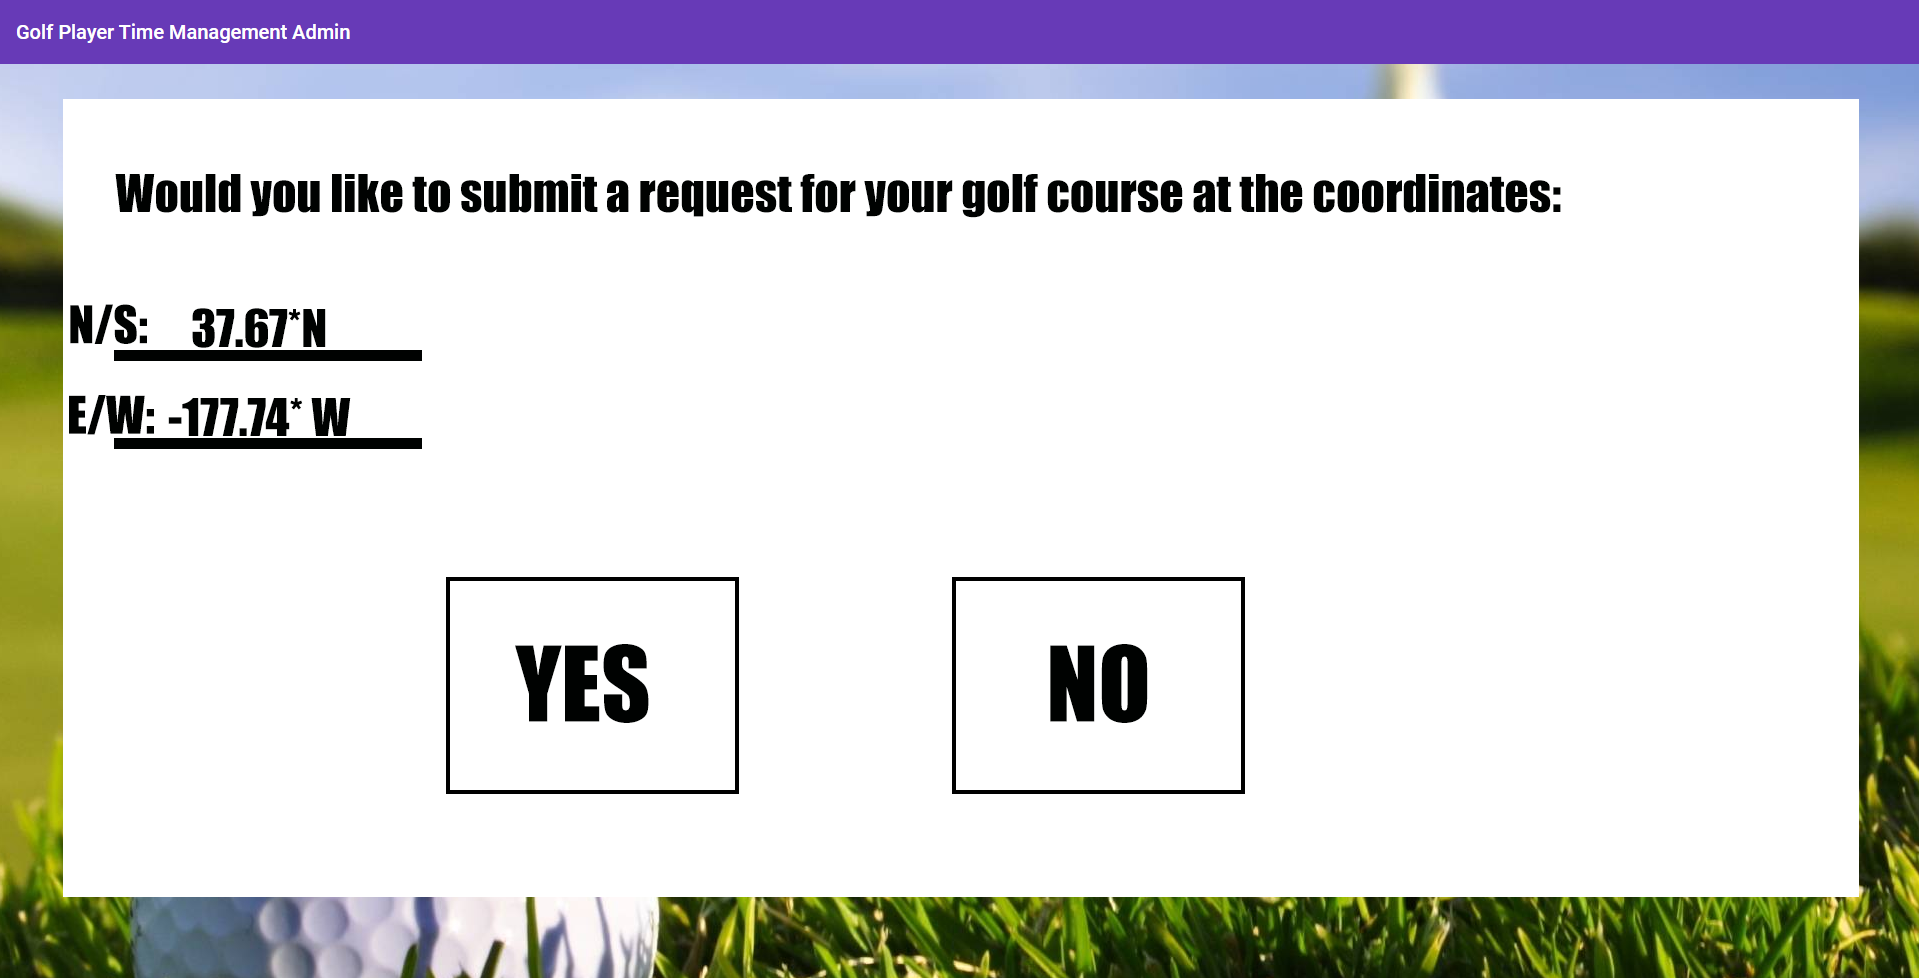 Golf Player Time Management Admin
Would you like to submit a request for your golf course at the coordinates:
N/S: 37.67*N
E/W: -177.74* W
YES NO